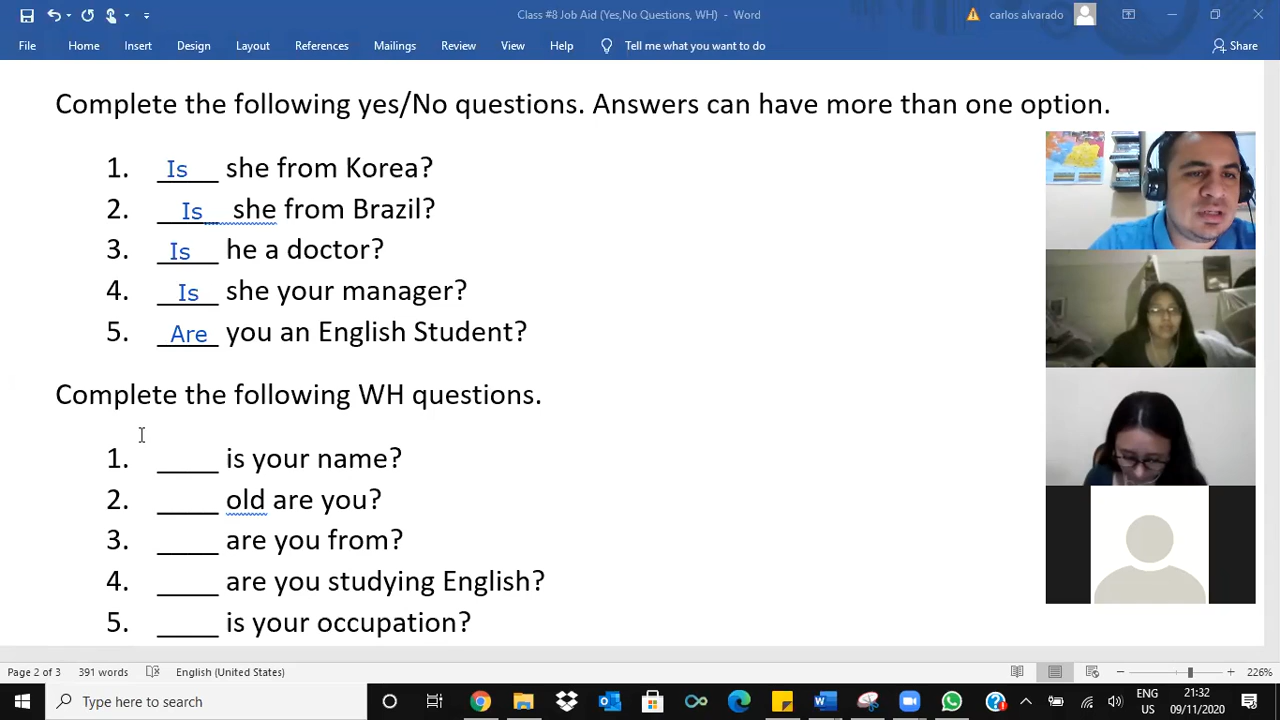 Class #8 Job Aid (Yes,No Questions, WH) - Word
carlos alvarado
File Home Insert Design Layout References Mailings Review View Help Tell me what you want to do Share
Complete the following yes/No questions. Answers can have more than one option.
1. Is she from Korea?
2. Is she from Brazil?
3. Is he a doctor?
4. Is she your manager?
5. Are you an English Student?
Complete the following WH questions.
1. _____ is your name?
2. _____ old are you?
3. _____ are you from?
4. _____ are you studying English?
5. _____ is your occupation?
Page 2 of 3 391 words English (United States) 226%
Type here to search
ENG 21:32
US 09/11/2020